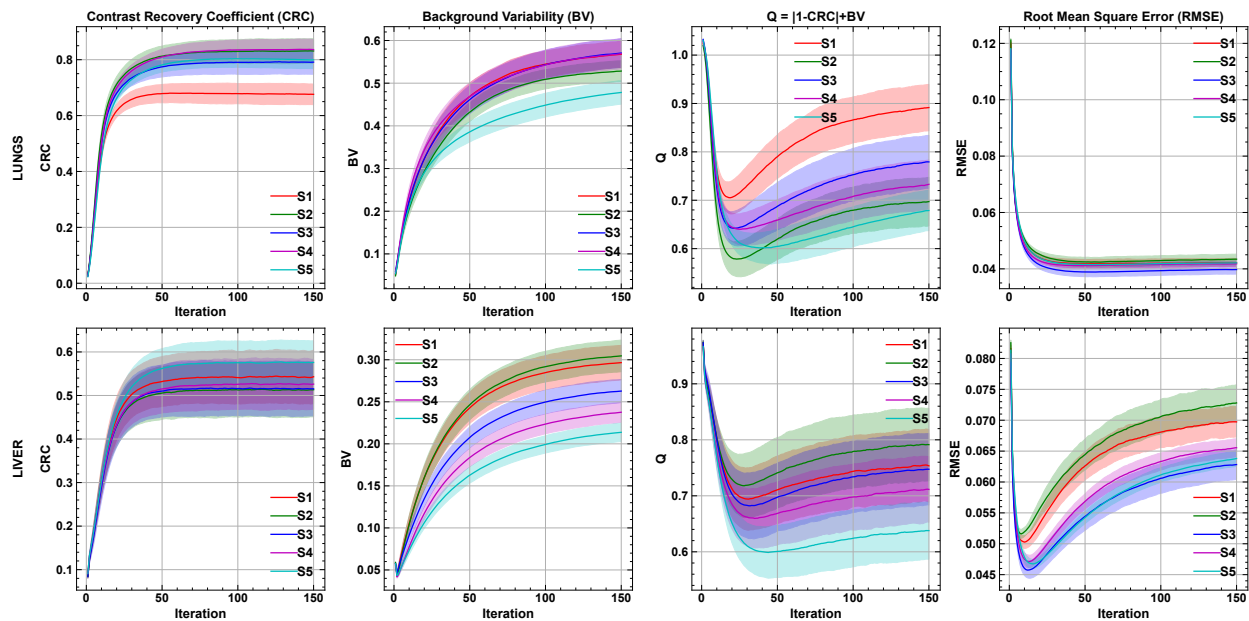 Contrast Recovery Coefficient (CRC)
Background Variability (BV)
Q = |1-CRC|+BV
Root Mean Square Error (RMSE)
LUNGS
CRC
0.8
0.6
0.4
0.2
0.0
S1
S2
S3
S4
S5
0 50 100 150
Iteration
BV
0.6
0.5
0.4
0.3
0.2
0.1
S1
S2
S3
S4
S5
0 50 100 150
Iteration
Q
1.0
0.9
0.8
0.7
0.6
S1
S2
S3
S4
S5
0 50 100 150
Iteration
RMSE
0.12
0.10
0.08
0.06
0.04
S1
S2
S3
S4
S5
0 50 100 150
Iteration
LIVER
CRC
0.6
0.5
0.4
0.3
0.2
0.1
S1
S2
S3
S4
S5
0 50 100 150
Iteration
BV
0.30
0.25
0.20
0.15
0.10
0.05
S1
S2
S3
S4
S5
0 50 100 150
Iteration
Q
0.9
0.8
0.7
0.6
S1
S2
S3
S4
S5
0 50 100 150
Iteration
RMSE
0.080
0.075
0.070
0.065
0.060
0.055
0.050
0.045
S1
S2
S3
S4
S5
0 50 100 150
Iteration